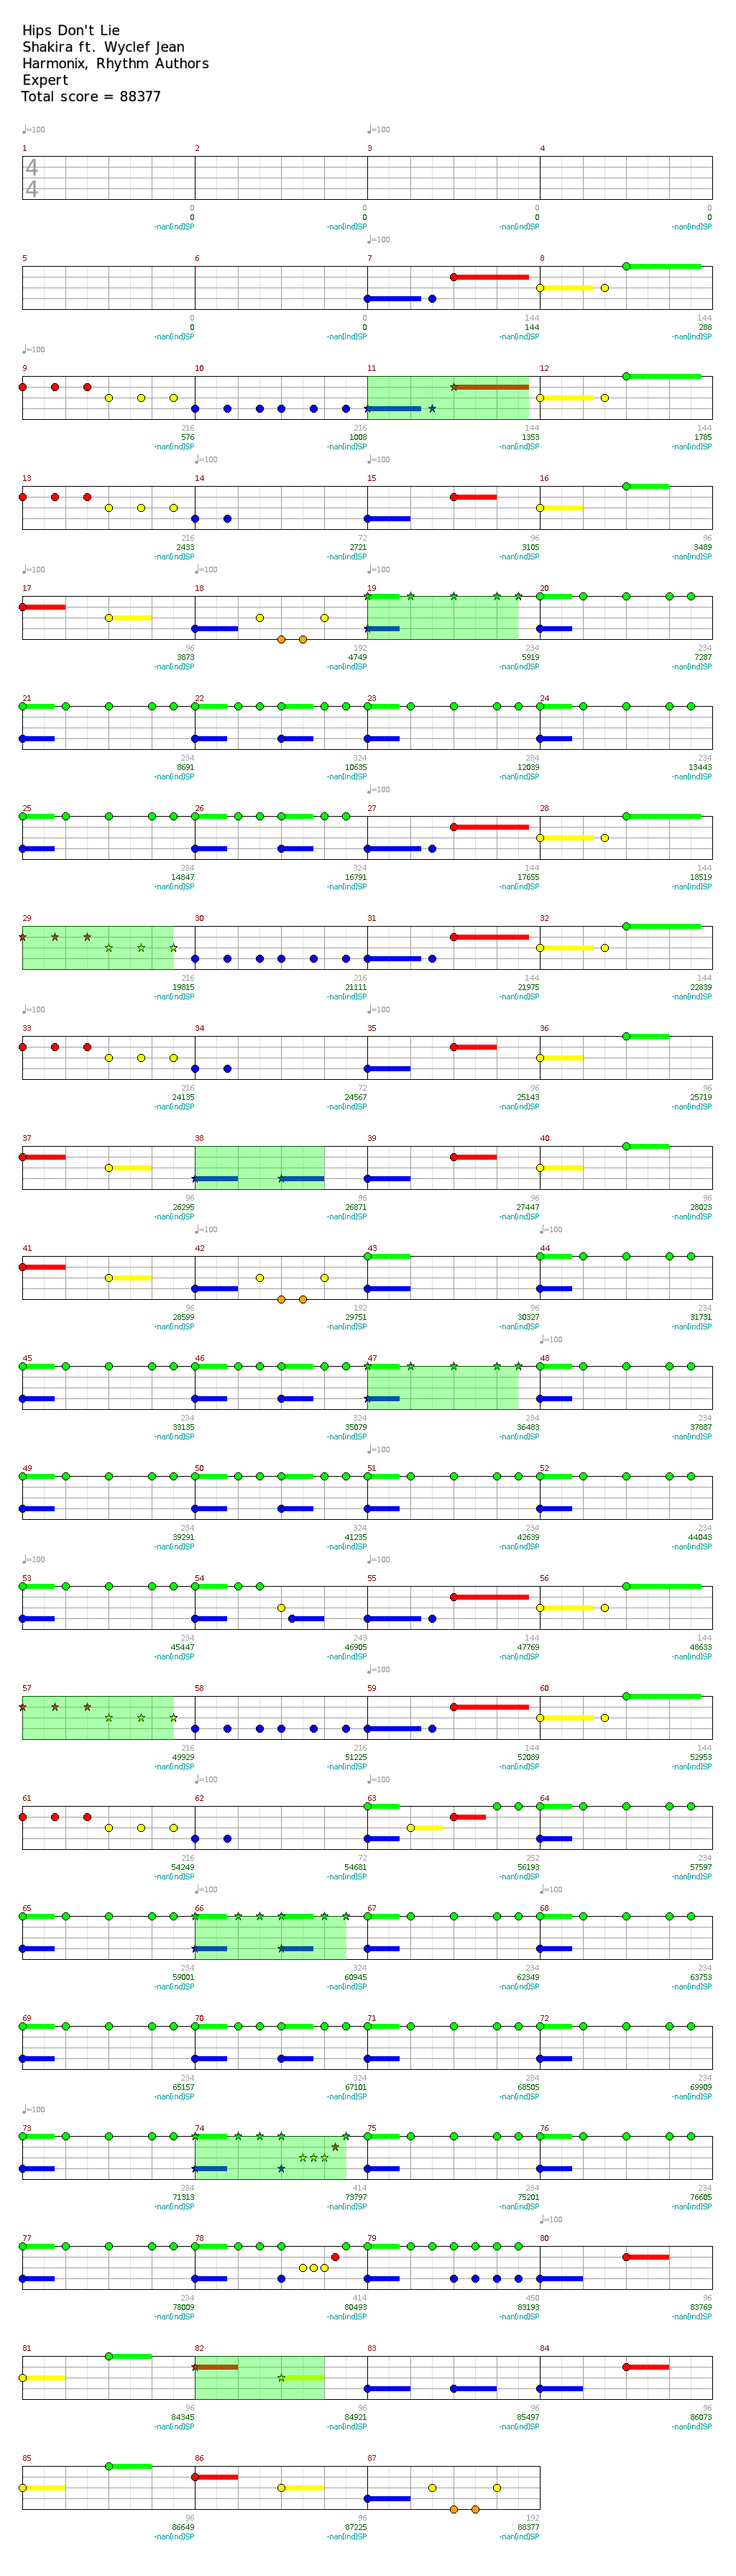 Hips Don't Lie
Shakira ft. Wyclef Jean
Harmonix, Rhythm Authors
Expert
Total score = 88377
♩=100 ♩=100
1 2 3 4
4
4
0 0 0 0
0 0 0 0
-nan(ind)SP -nan(ind)SP -nan(ind)SP -nan(ind)SP
♩=100
5 6 7 8
0 0 144 144
0 0 144 288
-nan(ind)SP -nan(ind)SP -nan(ind)SP -nan(ind)SP
♩=100
9 10 11 12
216 216 144 144
576 1008 1353 1785
-nan(ind)SP -nan(ind)SP -nan(ind)SP -nan(ind)SP
♩=100 ♩=100
13 14 15 16
216 72 96 96
2433 2721 3105 3489
-nan(ind)SP -nan(ind)SP -nan(ind)SP -nan(ind)SP
♩=100 ♩=100 ♩=100
17 18 19 20
96 192 234 234
3873 4749 5919 7287
-nan(ind)SP -nan(ind)SP -nan(ind)SP -nan(ind)SP
21 22 23 24
234 324 234 234
8691 10635 12039 13443
-nan(ind)SP -nan(ind)SP -nan(ind)SP -nan(ind)SP
♩=100
25 26 27 28
234 324 144 144
14847 16791 17655 18519
-nan(ind)SP -nan(ind)SP -nan(ind)SP -nan(ind)SP
29 30 31 32
216 216 144 144
19815 21111 21975 22839
-nan(ind)SP -nan(ind)SP -nan(ind)SP -nan(ind)SP
♩=100 ♩=100
33 34 35 36
216 72 96 96
24135 24567 25143 25719
-nan(ind)SP -nan(ind)SP -nan(ind)SP -nan(ind)SP
37 38 39 40
96 96 96 96
26295 26871 27447 28023
-nan(ind)SP -nan(ind)SP -nan(ind)SP -nan(ind)SP
♩=100 ♩=100
41 42 43 44
96 192 96 234
28599 29751 30327 31731
-nan(ind)SP -nan(ind)SP -nan(ind)SP -nan(ind)SP
♩=100
45 46 47 48
234 324 234 234
33135 35079 36483 37887
-nan(ind)SP -nan(ind)SP -nan(ind)SP -nan(ind)SP
♩=100
49 50 51 52
234 324 234 234
39291 41235 42639 44043
-nan(ind)SP -nan(ind)SP -nan(ind)SP -nan(ind)SP
♩=100 ♩=100
53 54 55 56
234 243 144 144
45447 46905 47769 48633
-nan(ind)SP -nan(ind)SP -nan(ind)SP -nan(ind)SP
♩=100
57 58 59 60
216 216 144 144
49929 51225 52089 52953
-nan(ind)SP -nan(ind)SP -nan(ind)SP -nan(ind)SP
♩=100 ♩=100
61 62 63 64
216 72 252 234
54249 54681 56193 57597
-nan(ind)SP -nan(ind)SP -nan(ind)SP -nan(ind)SP
♩=100 ♩=100
65 66 67 68
234 324 234 234
59001 60945 62349 63753
-nan(ind)SP -nan(ind)SP -nan(ind)SP -nan(ind)SP
69 70 71 72
234 324 234 234
65157 67101 68505 69909
-nan(ind)SP -nan(ind)SP -nan(ind)SP -nan(ind)SP
♩=100
73 74 75 76
234 414 234 234
71313 73797 75201 76605
-nan(ind)SP -nan(ind)SP -nan(ind)SP -nan(ind)SP
♩=100
77 78 79 80
234 414 450 96
78009 80493 83193 83769
-nan(ind)SP -nan(ind)SP -nan(ind)SP -nan(ind)SP
81 82 83 84
96 96 96 96
84345 84921 85497 86073
-nan(ind)SP -nan(ind)SP -nan(ind)SP -nan(ind)SP
85 86 87
96 96 192
86649 87225 88377
-nan(ind)SP -nan(ind)SP -nan(ind)SP